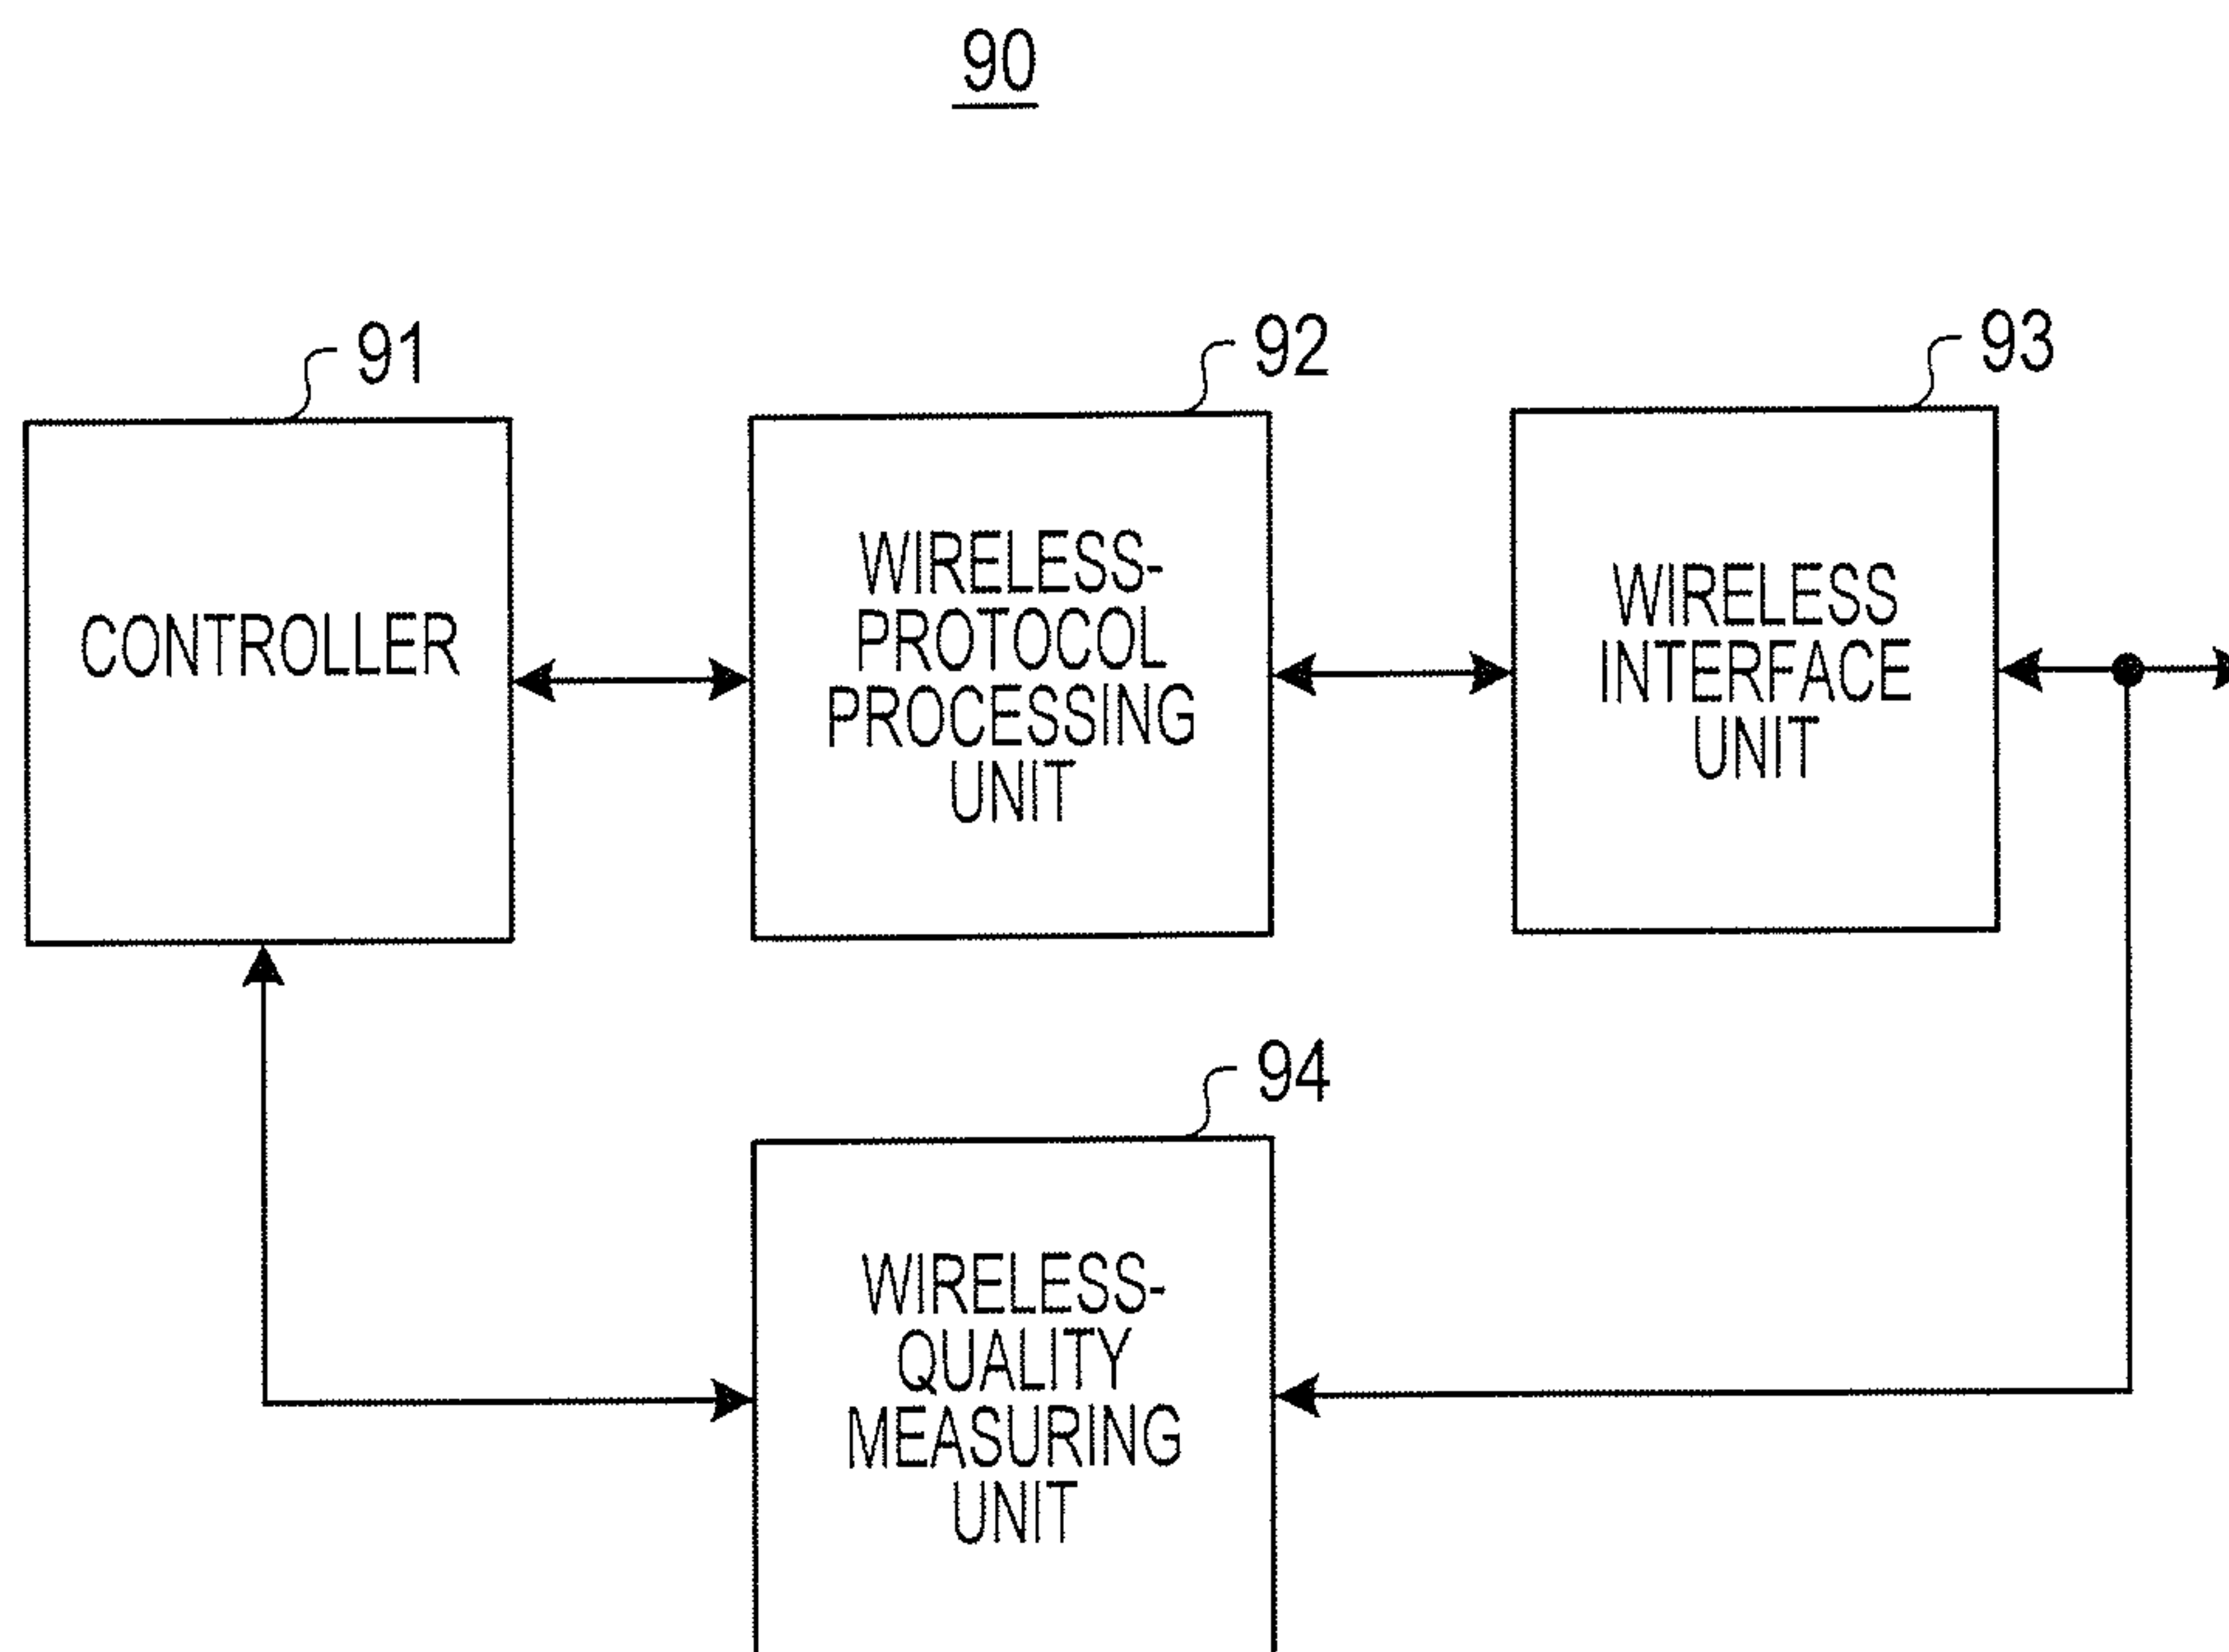 90
91
92
93
CONTROLLER
WIRELESS-
PROTOCOL
PROCESSING
UNIT
WIRELESS
INTERFACE
UNIT
94
WIRELESS-
QUALITY
MEASURING
UNIT